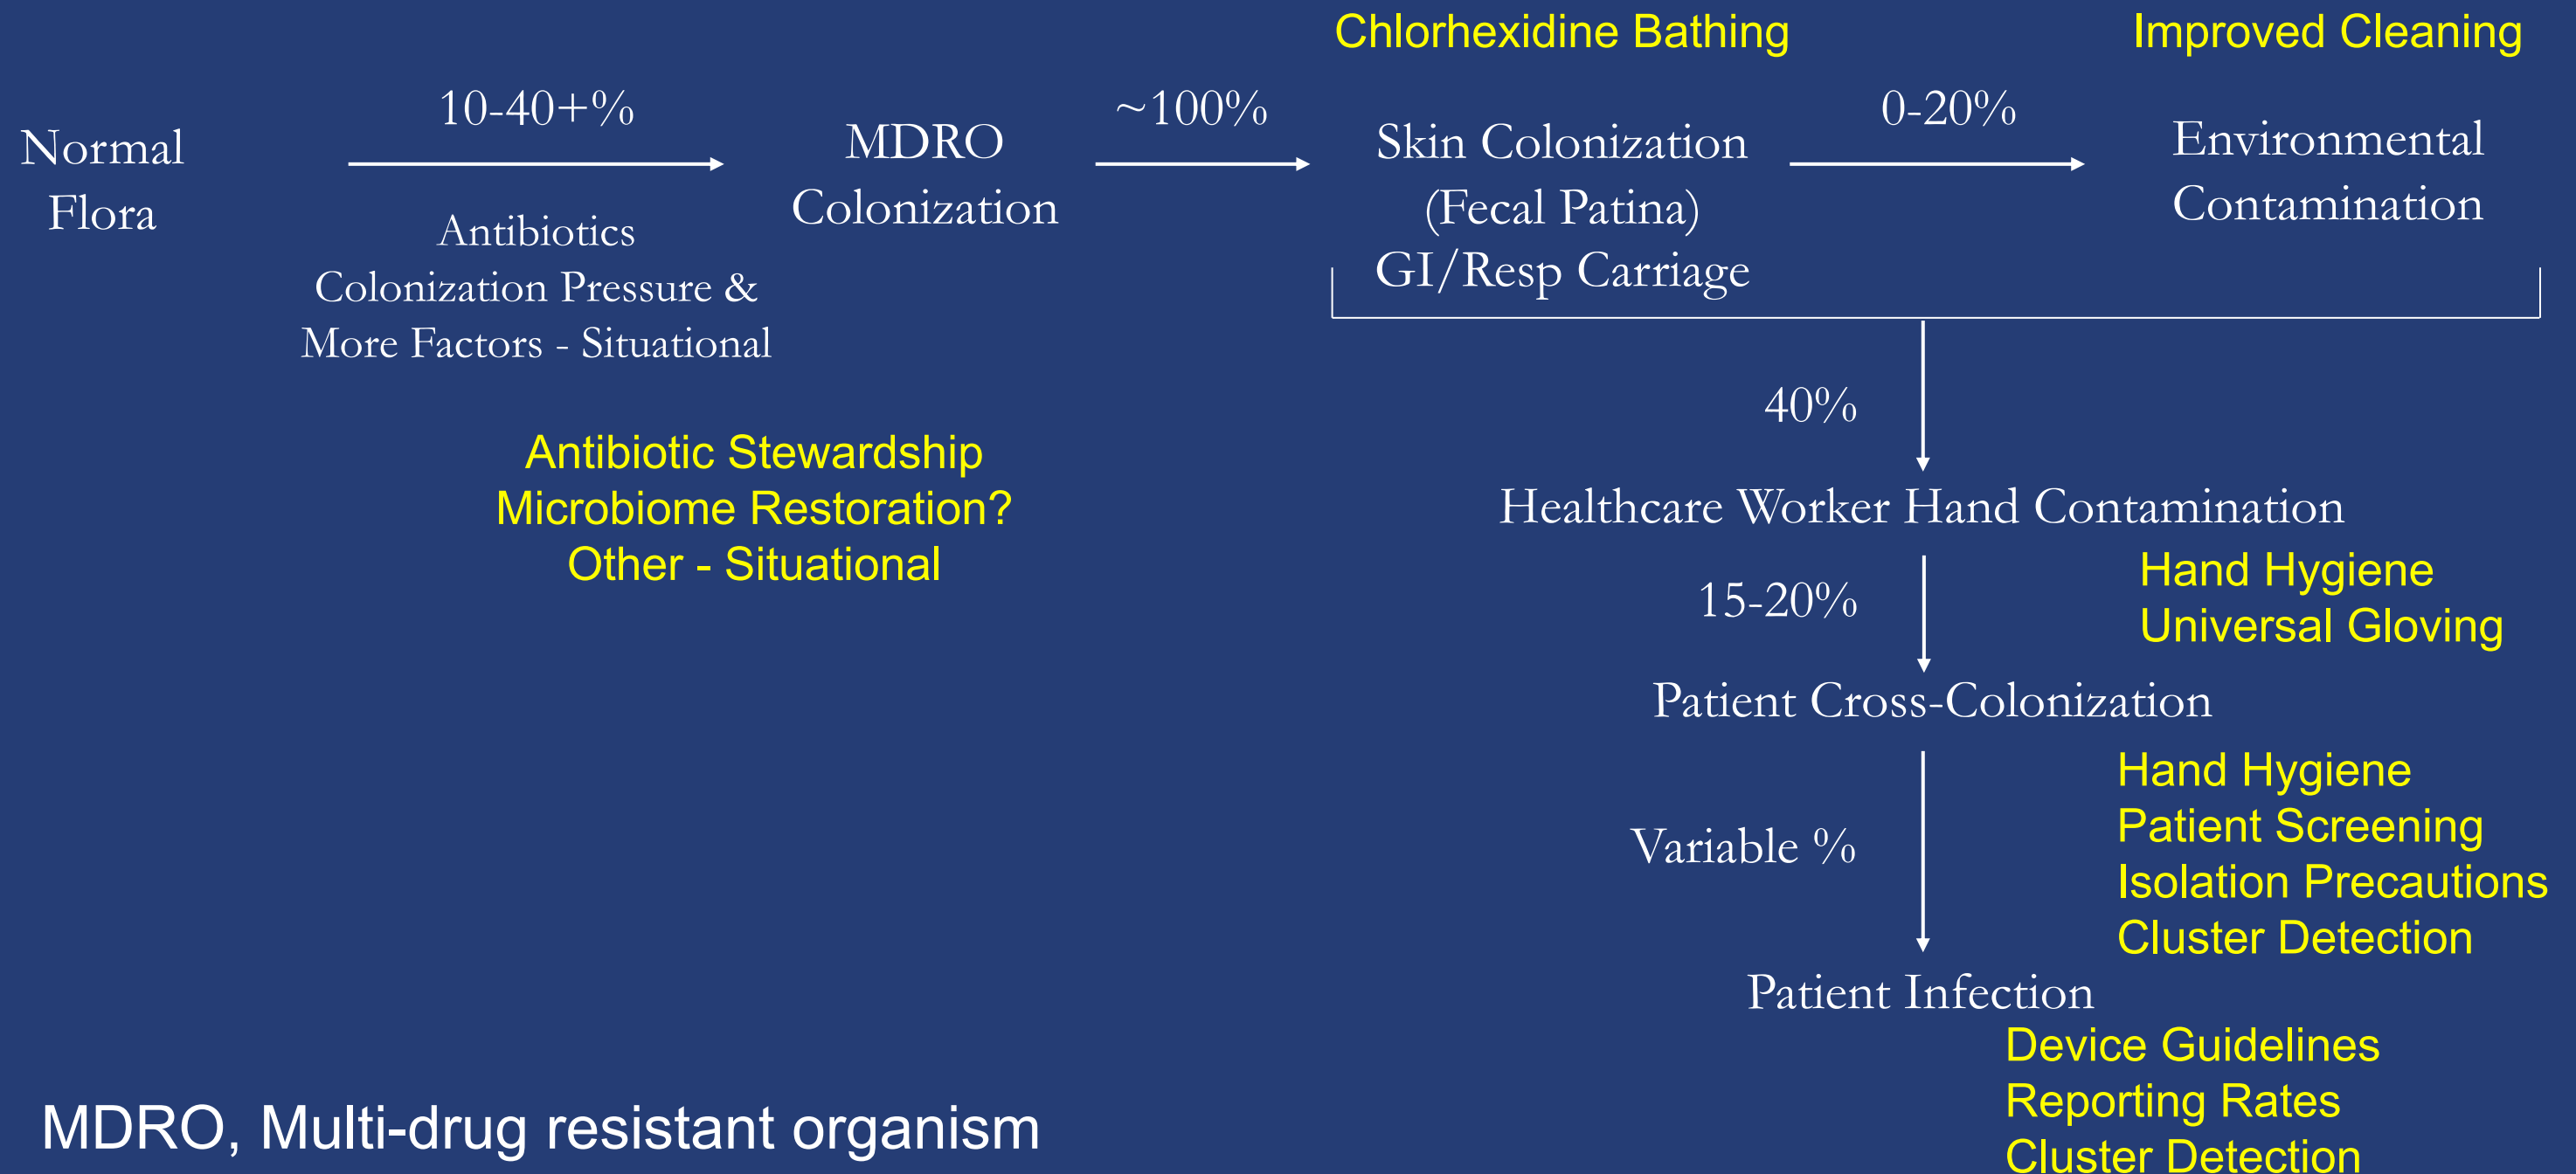 Chlorhexidine Bathing
Improved Cleaning
Normal
Flora
10-40+%
Antibiotics
Colonization Pressure &
More Factors - Situational
MDRO
Colonization
~100%
Skin Colonization
(Fecal Patina)
GI/Resp Carriage
0-20%
Environmental
Contamination
Antibiotic Stewardship
Microbiome Restoration?
Other - Situational
40%
Healthcare Worker Hand Contamination
15-20%
Hand Hygiene
Universal Gloving
Patient Cross-Colonization
Variable %
Hand Hygiene
Patient Screening
Isolation Precautions
Cluster Detection
Patient Infection
Device Guidelines
Reporting Rates
Cluster Detection
MDRO, Multi-drug resistant organism